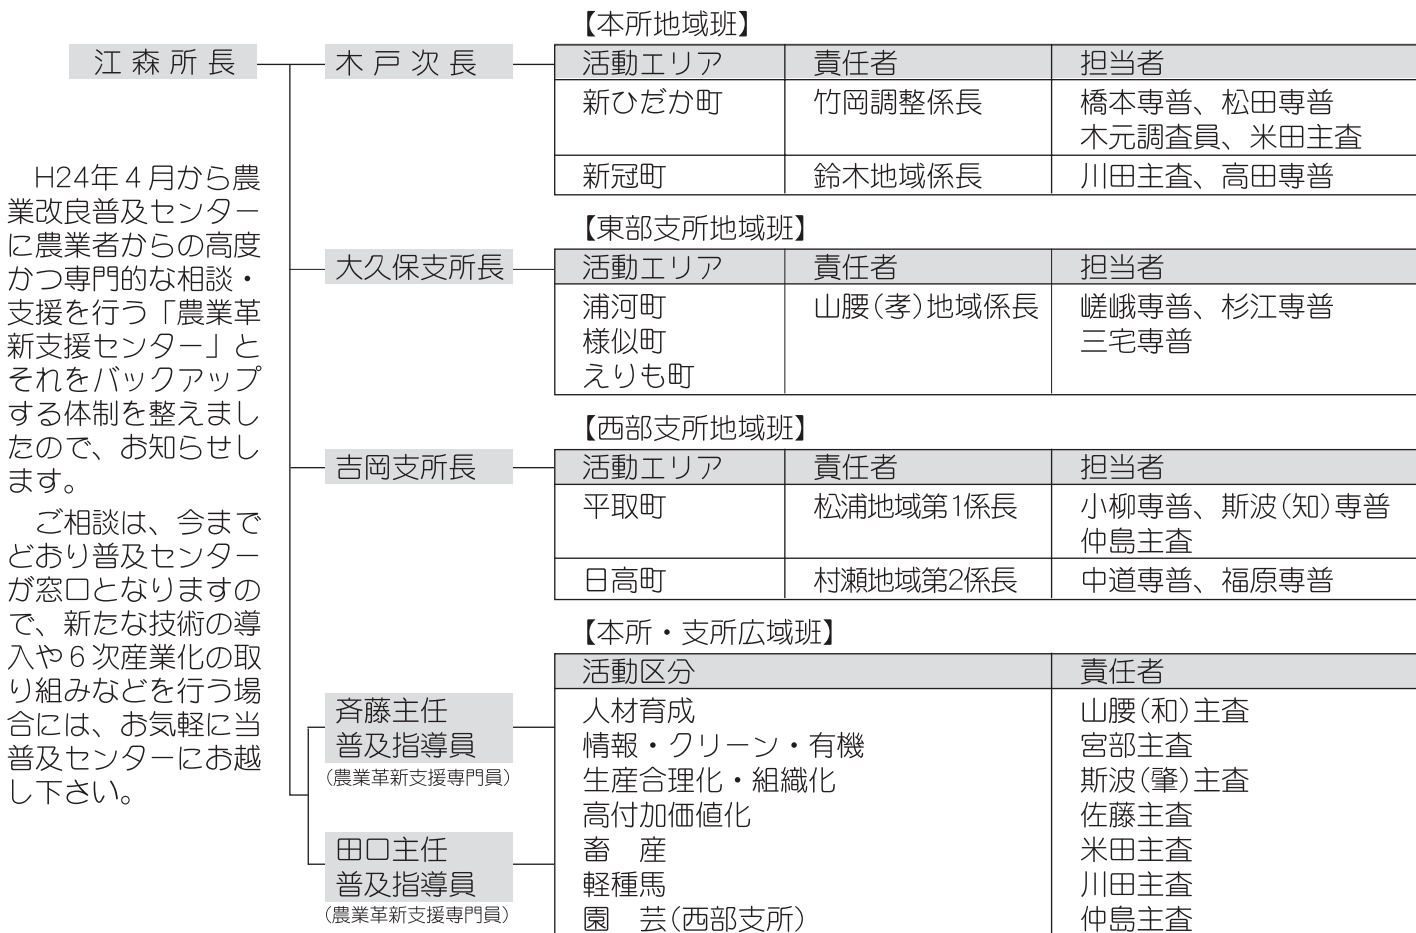 江森所長
H24年４月から農
業改良普及センター
に農業者からの高度
かつ専門的な相談・
支援を行う「農業革
新支援センター」と
それをバックアップ
する体制を整えまし
たので、お知らせし
ます。
ご相談は、今まで
どおり普及センター
が窓口となりますの
で、新たな技術の導
入や６次産業化の取
り組みなどを行う場
合には、お気軽に当
普及センターにお越
し下さい。
木戸次長
【本所地域班】
活動エリア 責任者 担当者
新ひだか町 竹岡調整係長 橋本専普、松田専普
木元調査員、米田主査
新冠町 鈴木地域係長 川田主査、高田専普
大久保支所長
【東部支所地域班】
活動エリア 責任者 担当者
浦河町 山腰(孝)地域係長 嵯峨専普、杉江専普
様似町 三宅専普
えりも町
吉岡支所長
【西部支所地域班】
活動エリア 責任者 担当者
平取町 松浦地域第1係長 小柳専普、斯波(知)専普
仲島主査
日高町 村瀬地域第2係長 中道専普、福原専普
斉藤主任
普及指導員
(農業革新支援専門員)
田口主任
普及指導員
(農業革新支援専門員)
【本所・支所広域班】
活動区分 責任者
人材育成 山腰(和)主査
情報・クリーン・有機 宮部主査
生産合理化・組織化 斯波(肇)主査
高付加価値化 佐藤主査
畜　産 米田主査
軽種馬 川田主査
園　芸(西部支所) 仲島主査